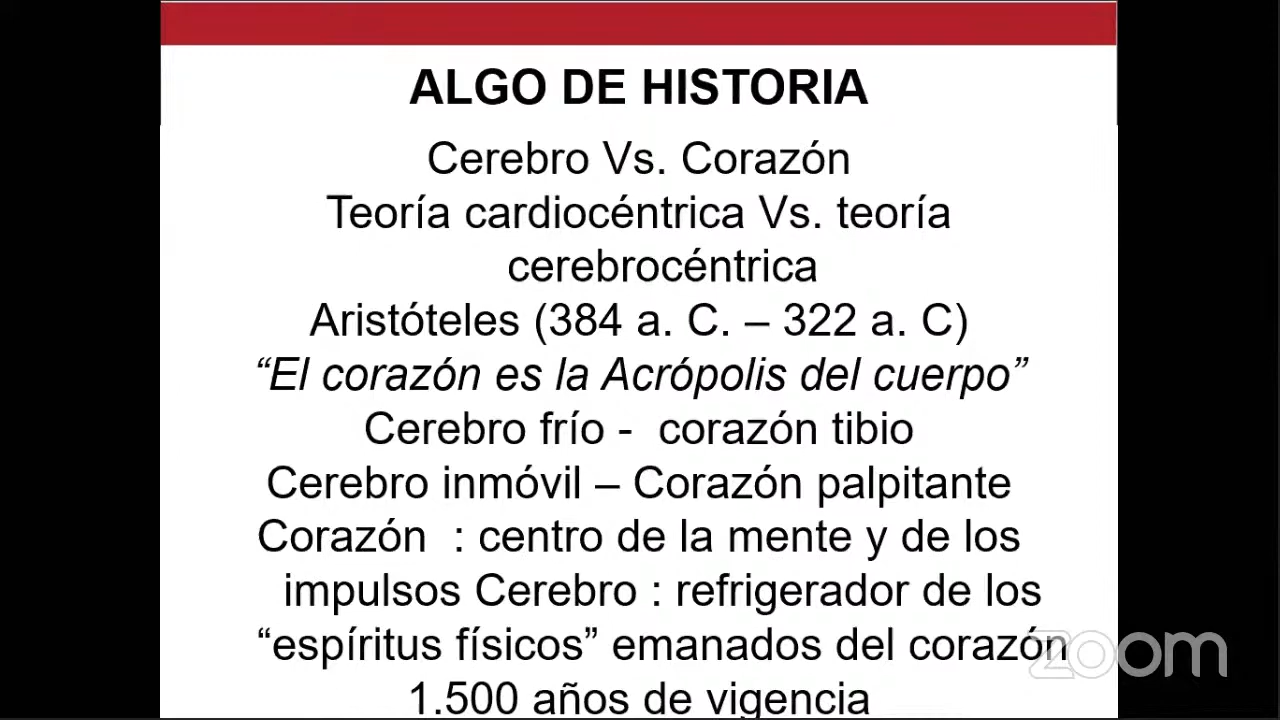 ALGO DE HISTORIA
Cerebro Vs. Corazón
Teoría cardiocéntrica Vs. teoría
cerebrocéntrica
Aristóteles (384 a. C. – 322 a. C)
“El corazón es la Acrópolis del cuerpo”
Cerebro frío -  corazón tibio
Cerebro inmóvil – Corazón palpitante
Corazón  : centro de la mente y de los
impulsos Cerebro : refrigerador de los
“espíritus físicos” emanados del corazón
1.500 años de vigencia
zoom